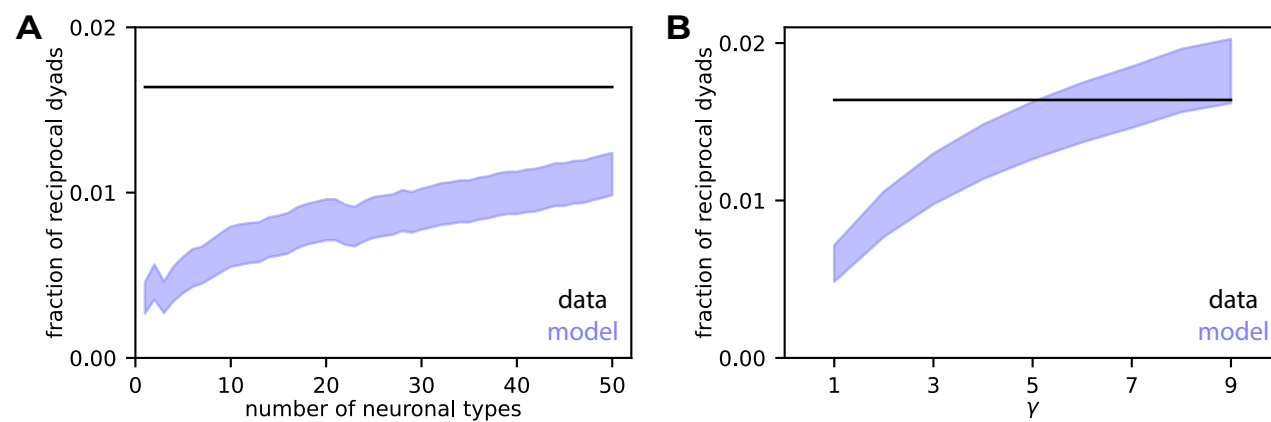 A
fraction of reciprocal dyads
0.02
0.01
0.00
data
model
0 10 20 30 40 50
number of neuronal types
B
fraction of reciprocal dyads
0.02
0.01
0.00
data
model
1 3 5 7 9
γ